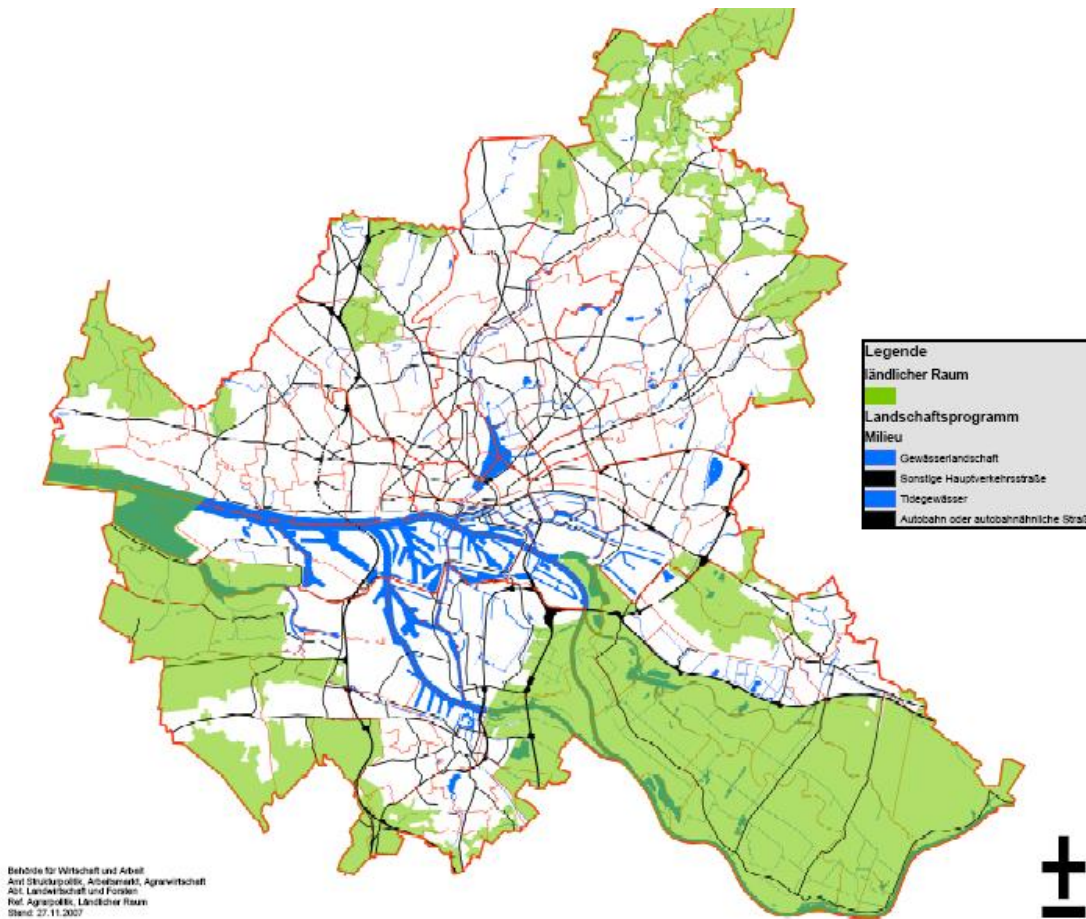 Legende
ländlicher Raum
Landschaftsprogramm
Milieu
Gewässerlandschaft
Sonstige Hauptverkehrsstraße
Tidegewässer
Autobahn oder autobahnähnliche Straß
Behörde für Wirtschaft und Arbeit
Amt Strukturpolitik, Arbeitsmarkt, Agrarwirtschaft
Abt. Landwirtschaft und Forsten
Ref. Agrarpolitik, Ländlicher Raum
Stand: 27.11.2007